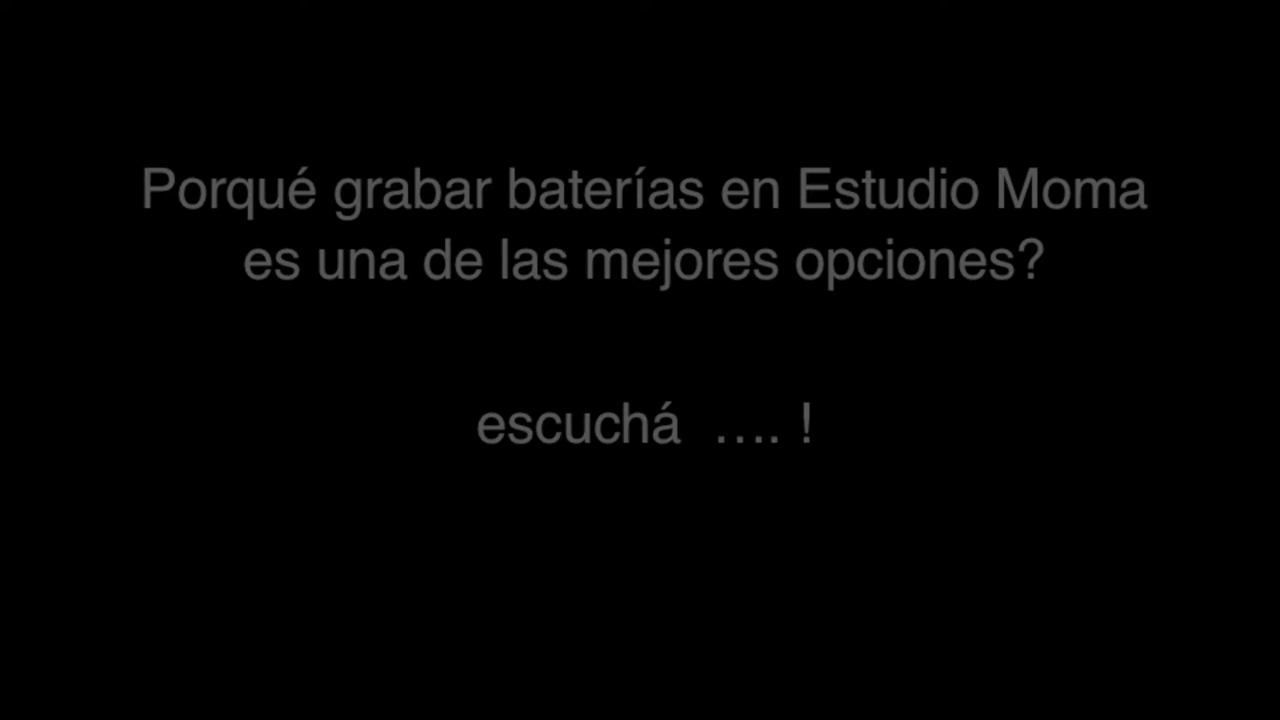 Porqué grabar baterías en Estudio Moma
es una de las mejores opciones?
escuchá  …. !